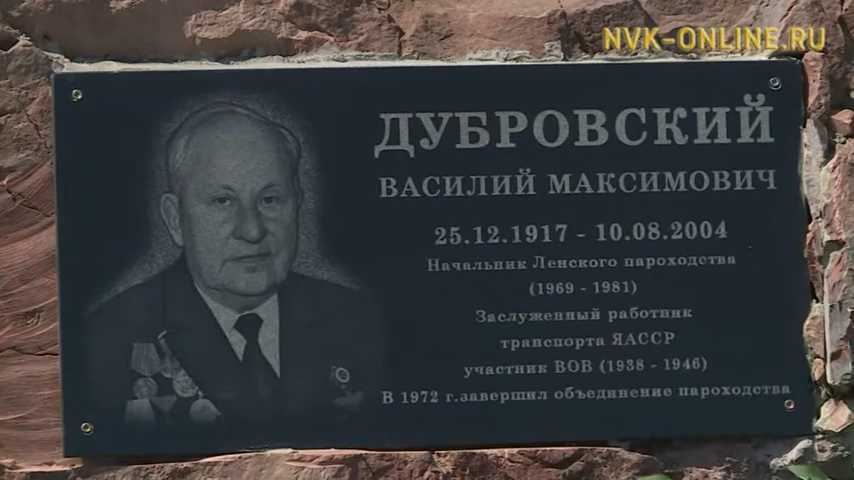 NVK-ONLINE.RU
ДУБРОВСКИЙ
ВАСИЛИЙ МАКСИМОВИЧ
25.12.1917 - 10.08.2004
Начальник Ленского пароходства
(1969 - 1981)
Заслуженный работник
транспорта ЯАССР
участник ВОВ (1938 - 1946)
В 1972 г.завершил объединение пароходства